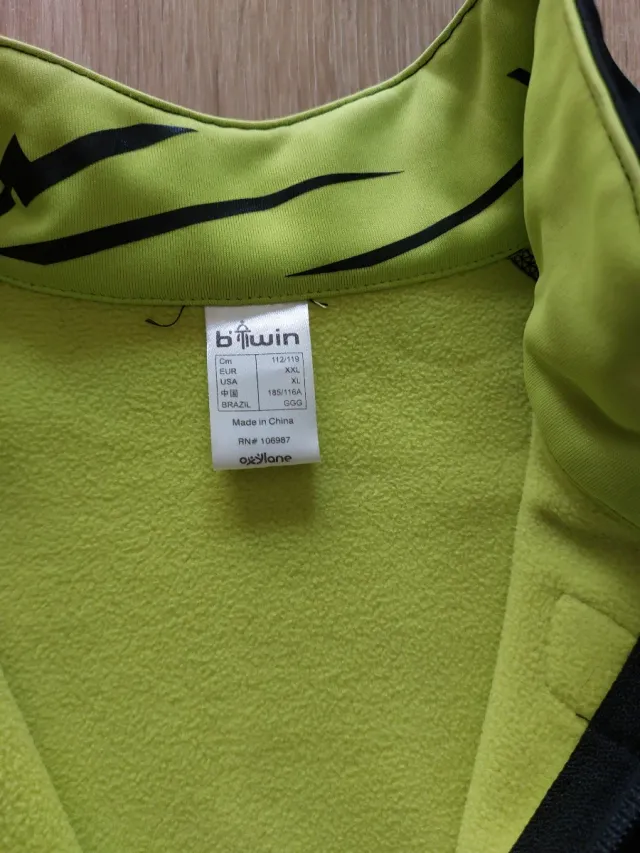 b'twin
Cm 112/119
EUR XXL
USA XL
中国 185/116A
BRAZIL GGG
Made in China
RN# 106987
oxylane